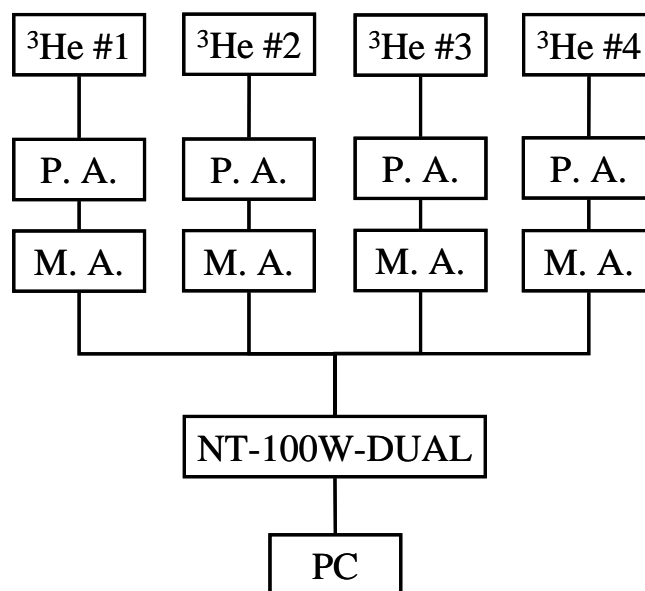 ³He #1 ³He #2 ³He #3 ³He #4
P. A. P. A. P. A. P. A.
M. A. M. A. M. A. M. A.
NT-100W-DUAL
PC